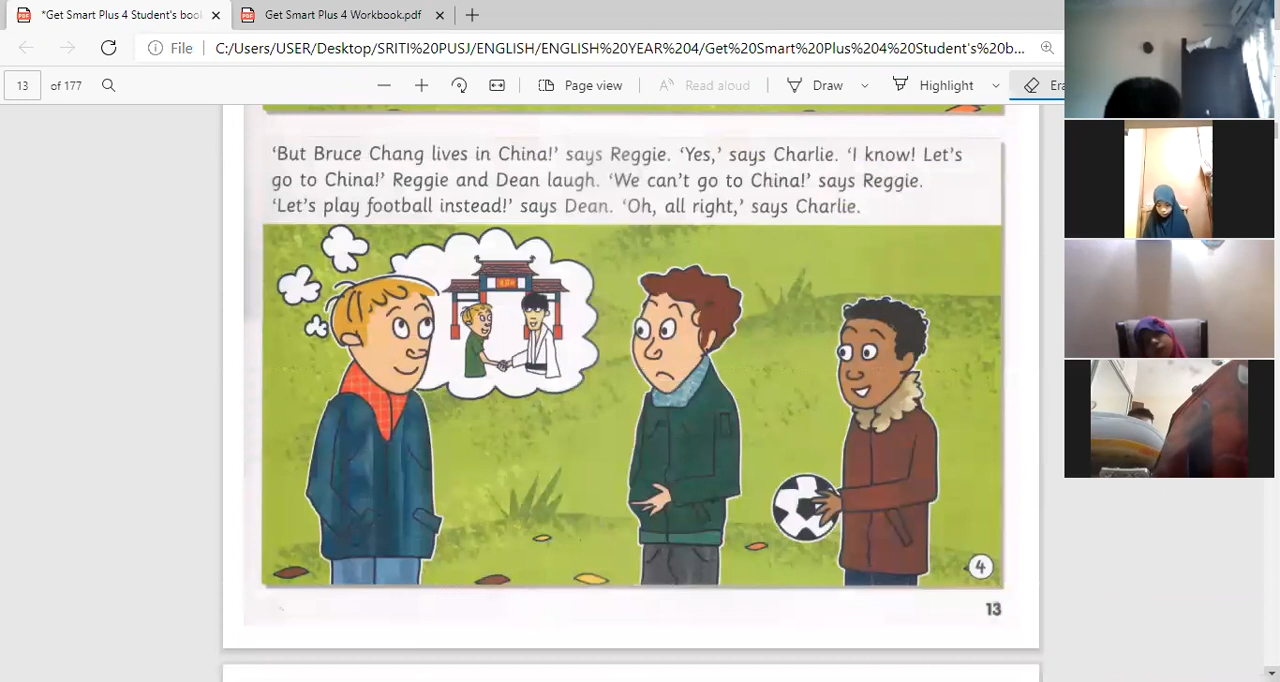 *Get Smart Plus 4 Student's bool
Get Smart Plus 4 Workbook.pdf
File
C:/Users/USER/Desktop/SRITI%20PUSJ/ENGLISH/ENGLISH%20YEAR%204/Get%20Smart%20Plus%204%20Student's%20b...
13
of 177
Page view
Read aloud
Draw
Highlight
Era
‘But Bruce Chang lives in China!’ says Reggie. ‘Yes,’ says Charlie. ‘I know! Let’s
go to China!’ Reggie and Dean laugh. ‘We can’t go to China!’ says Reggie.
‘Let’s play football instead!’ says Dean. ‘Oh, all right,’ says Charlie.
4
13